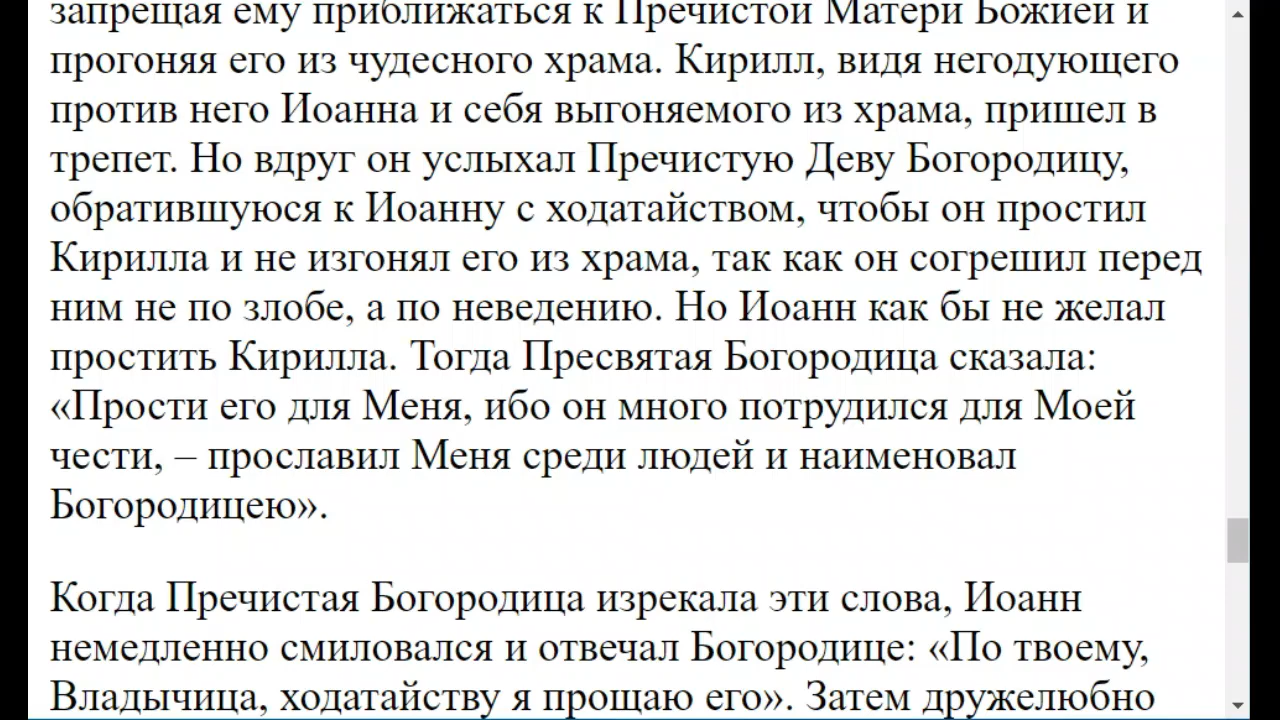 запрещая ему приближаться к Пречистой Матери Божией и
прогоняя его из чудесного храма. Кирилл, видя негодующего
против него Иоанна и себя выгоняемого из храма, пришел в
трепет. Но вдруг он услыхал Пречистую Деву Богородицу,
обратившуюся к Иоанну с ходатайством, чтобы он простил
Кирилла и не изгонял его из храма, так как он согрешил перед
ним не по злобе, а по неведению. Но Иоанн как бы не желал
простить Кирилла. Тогда Пресвятая Богородица сказала:
«Прости его для Меня, ибо он много потрудился для Моей
чести, – прославил Меня среди людей и наименовал
Богородицею».
Когда Пречистая Богородица изрекала эти слова, Иоанн
немедленно смиловался и отвечал Богородице: «По твоему,
Владычица, ходатайству я прощаю его». Затем дружелюбно